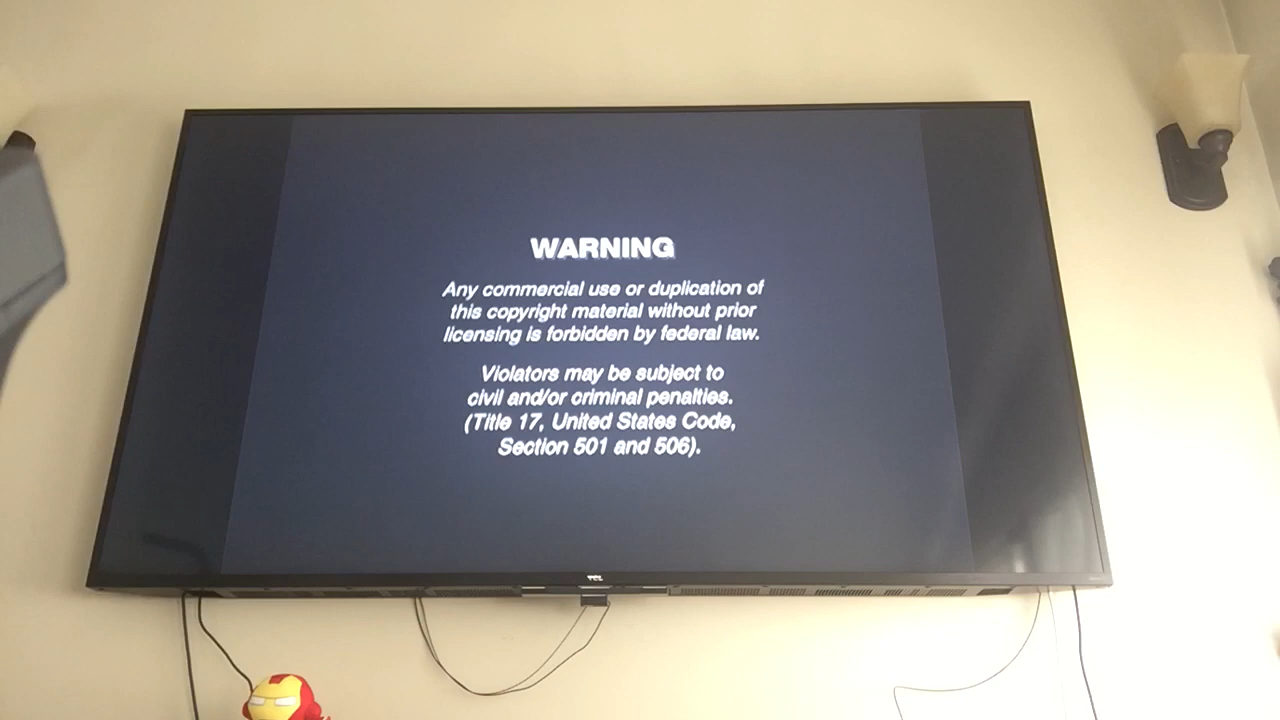 WARNING
Any commercial use or duplication of
this copyright material without prior
licensing is forbidden by federal law.
Violators may be subject to
civil and/or criminal penalties.
(Title 17, United States Code,
Section 501 and 506).
TCL